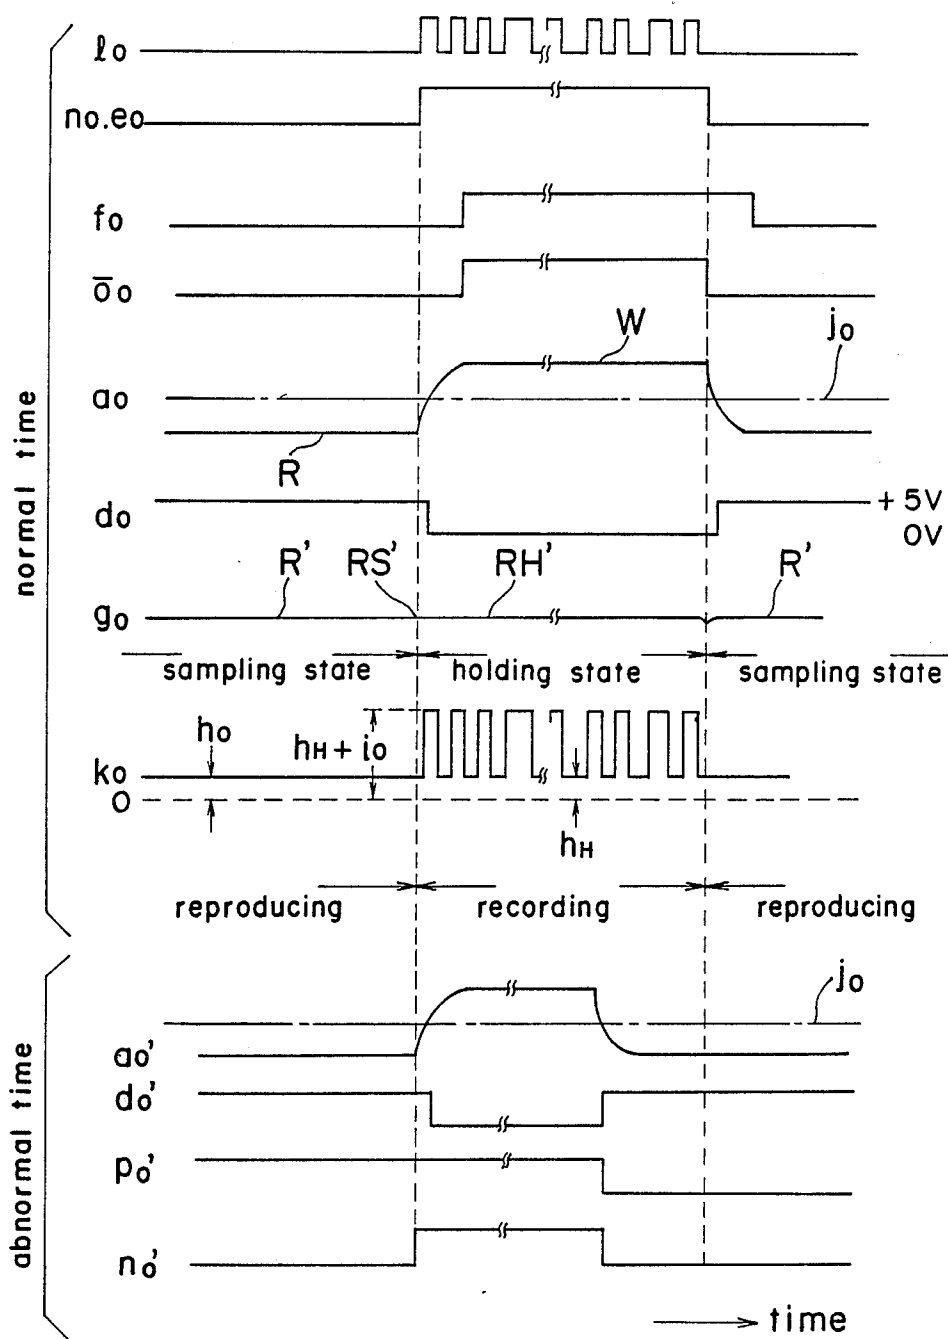 ℓo
no.eo
fo
ōo
W
jo
ao
R
do
+5V
0V
R' RS' RH' R'
go
sampling state holding state sampling state
ho
hH + io
ko
0
hH
reproducing recording reproducing
normal time
jo
ao'
do'
po'
no'
abnormal time
time